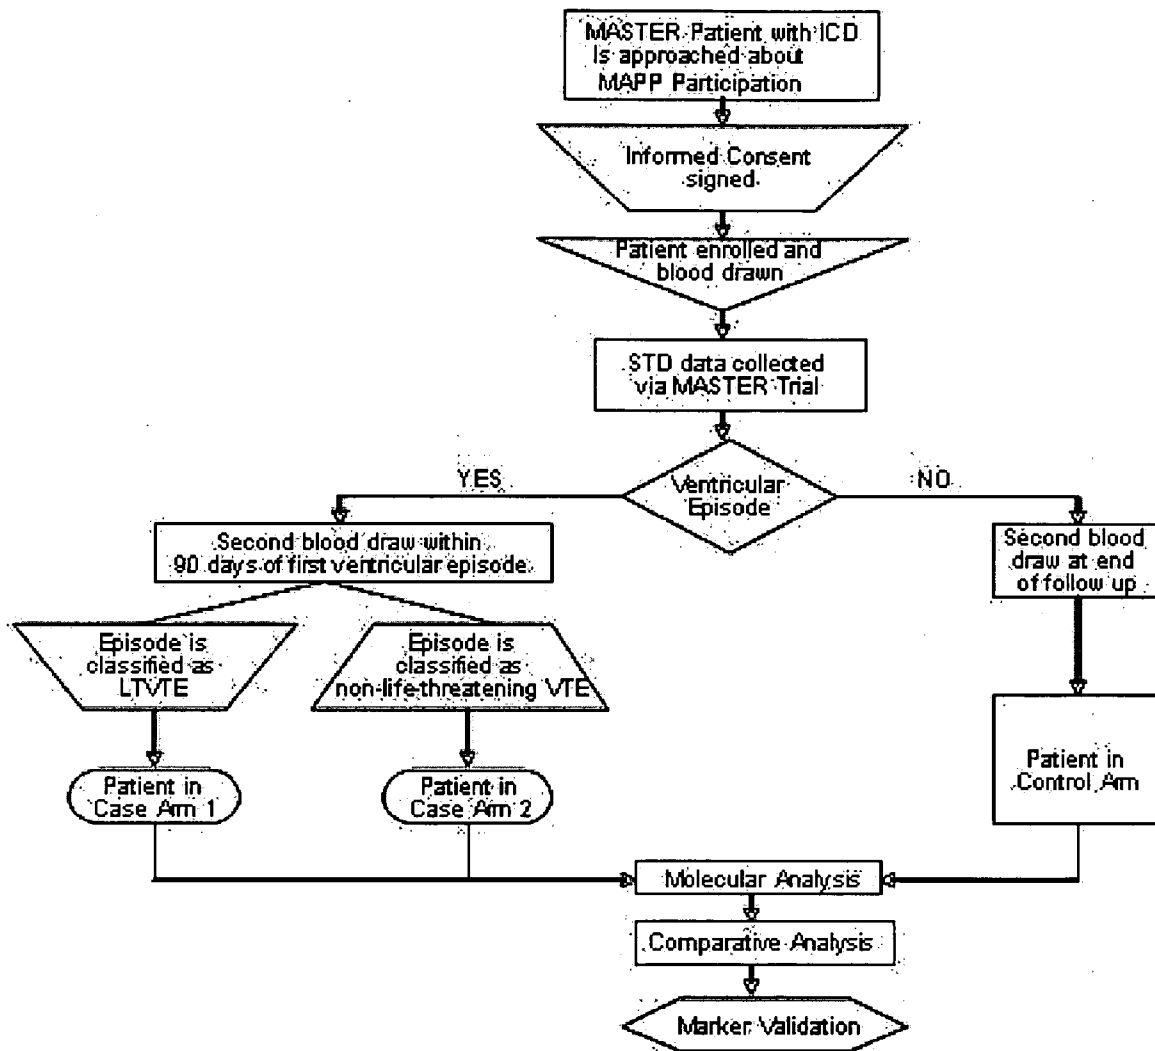 MASTER Patient with ICD
Is approached about
MAPP Participation
Informed Consent
signed.
Patient enrolled and
blood drawn
STD data collected
via MASTER Trial
Ventricular
Episode
YES
NO
Second blood draw within
90 days of first ventricular episode.
Second blood
draw at end
of follow up
Episode is
classified as
LTVTE
Episode is
classified as
non-life-threatening VTE
Patient in
Case Arm 1
Patient in
Case Arm 2
Patient in
Control Arm
Molecular Analysis
Comparative Analysis
Marker Validation